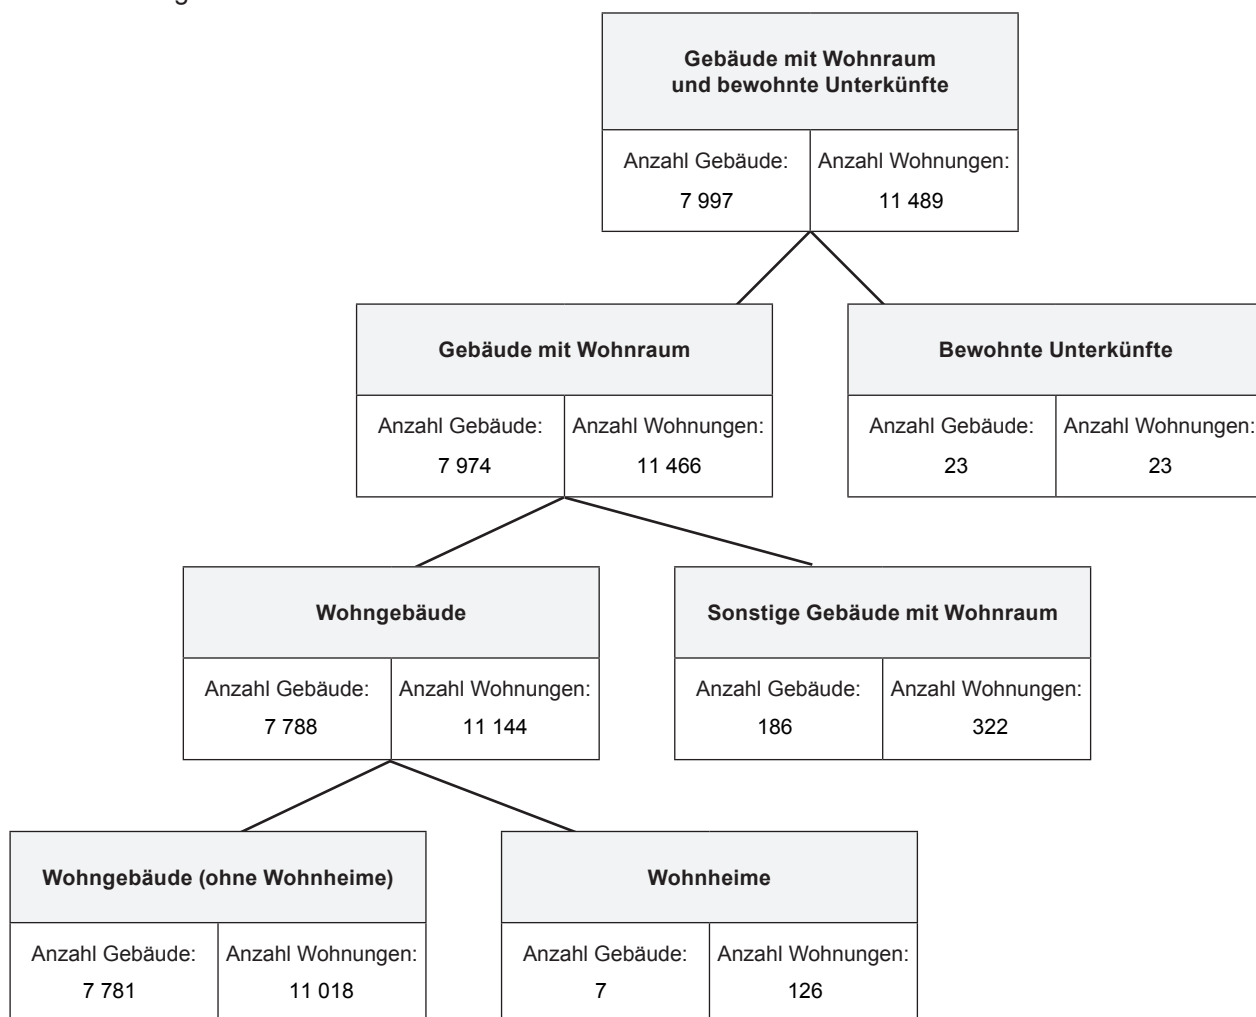 Gebäude mit Wohnraum
und bewohnte Unterkünfte
Anzahl Gebäude: Anzahl Wohnungen:
7 997 11 489
Gebäude mit Wohnraum
Anzahl Gebäude: Anzahl Wohnungen:
7 974 11 466
Bewohnte Unterkünfte
Anzahl Gebäude: Anzahl Wohnungen:
23 23
Wohngebäude
Anzahl Gebäude: Anzahl Wohnungen:
7 788 11 144
Sonstige Gebäude mit Wohnraum
Anzahl Gebäude: Anzahl Wohnungen:
186 322
Wohngebäude (ohne Wohnheime)
Anzahl Gebäude: Anzahl Wohnungen:
7 781 11 018
Wohnheime
Anzahl Gebäude: Anzahl Wohnungen:
7 126